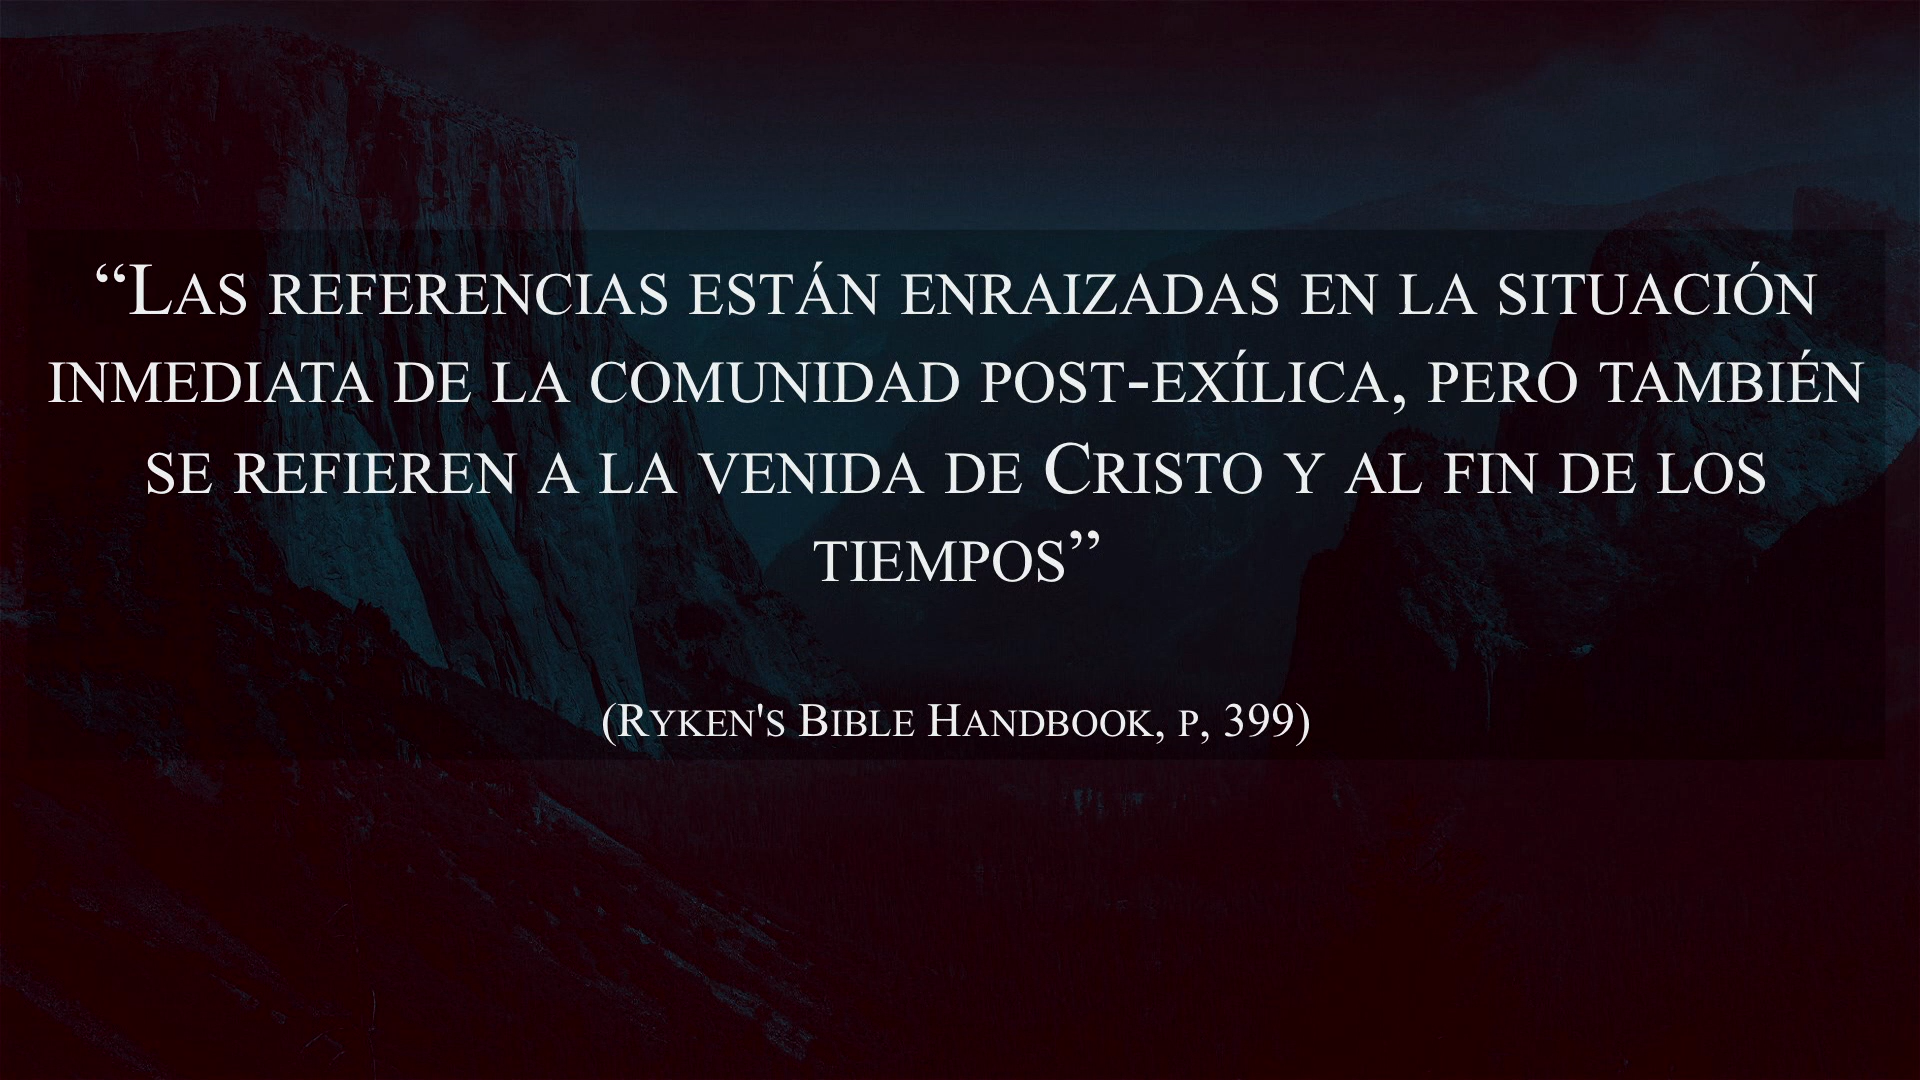 “Las referencias están enraizadas en la situación
inmediata de la comunidad post-exílica, pero también
se refieren a la venida de Cristo y al fin de los
tiempos”
(Ryken's Bible Handbook, p, 399)